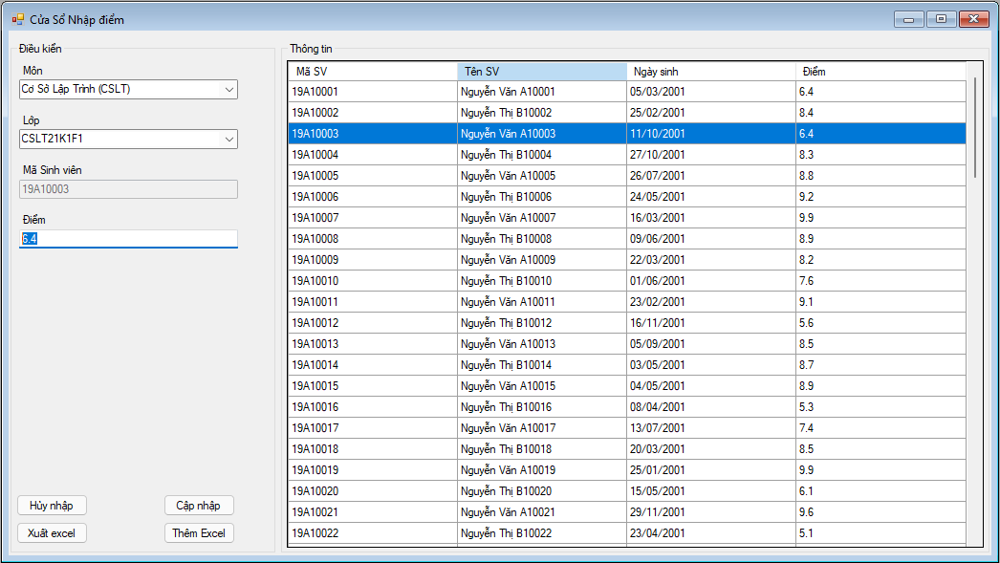 Cửa Sổ Nhập điểm
Điều kiển
Môn
Cơ Sở Lập Trình (CSLT)
Lớp
CSLT21K1F1
Mã Sinh viên
19A10003
Điểm
6.4
Hủy nhập
Cập nhập
Xuất excel
Thêm Excel
Thông tin
Mã SV Tên SV Ngày sinh Điểm
19A10001 Nguyễn Văn A10001 05/03/2001 6.4
19A10002 Nguyễn Thị B10002 25/02/2001 8.4
19A10003 Nguyễn Văn A10003 11/10/2001 6.4
19A10004 Nguyễn Thị B10004 27/10/2001 8.3
19A10005 Nguyễn Văn A10005 26/07/2001 8.8
19A10006 Nguyễn Thị B10006 24/05/2001 9.2
19A10007 Nguyễn Văn A10007 16/03/2001 9.9
19A10008 Nguyễn Thị B10008 09/06/2001 8.9
19A10009 Nguyễn Văn A10009 22/03/2001 8.2
19A10010 Nguyễn Thị B10010 01/06/2001 7.6
19A10011 Nguyễn Văn A10011 23/02/2001 9.1
19A10012 Nguyễn Thị B10012 16/11/2001 5.6
19A10013 Nguyễn Văn A10013 05/09/2001 8.5
19A10014 Nguyễn Thị B10014 03/05/2001 8.7
19A10015 Nguyễn Văn A10015 04/05/2001 8.9
19A10016 Nguyễn Thị B10016 08/04/2001 5.3
19A10017 Nguyễn Văn A10017 13/07/2001 7.4
19A10018 Nguyễn Thị B10018 20/03/2001 8.5
19A10019 Nguyễn Văn A10019 25/01/2001 9.9
19A10020 Nguyễn Thị B10020 15/05/2001 6.1
19A10021 Nguyễn Văn A10021 29/11/2001 9.6
19A10022 Nguyễn Thị B10022 23/04/2001 5.1